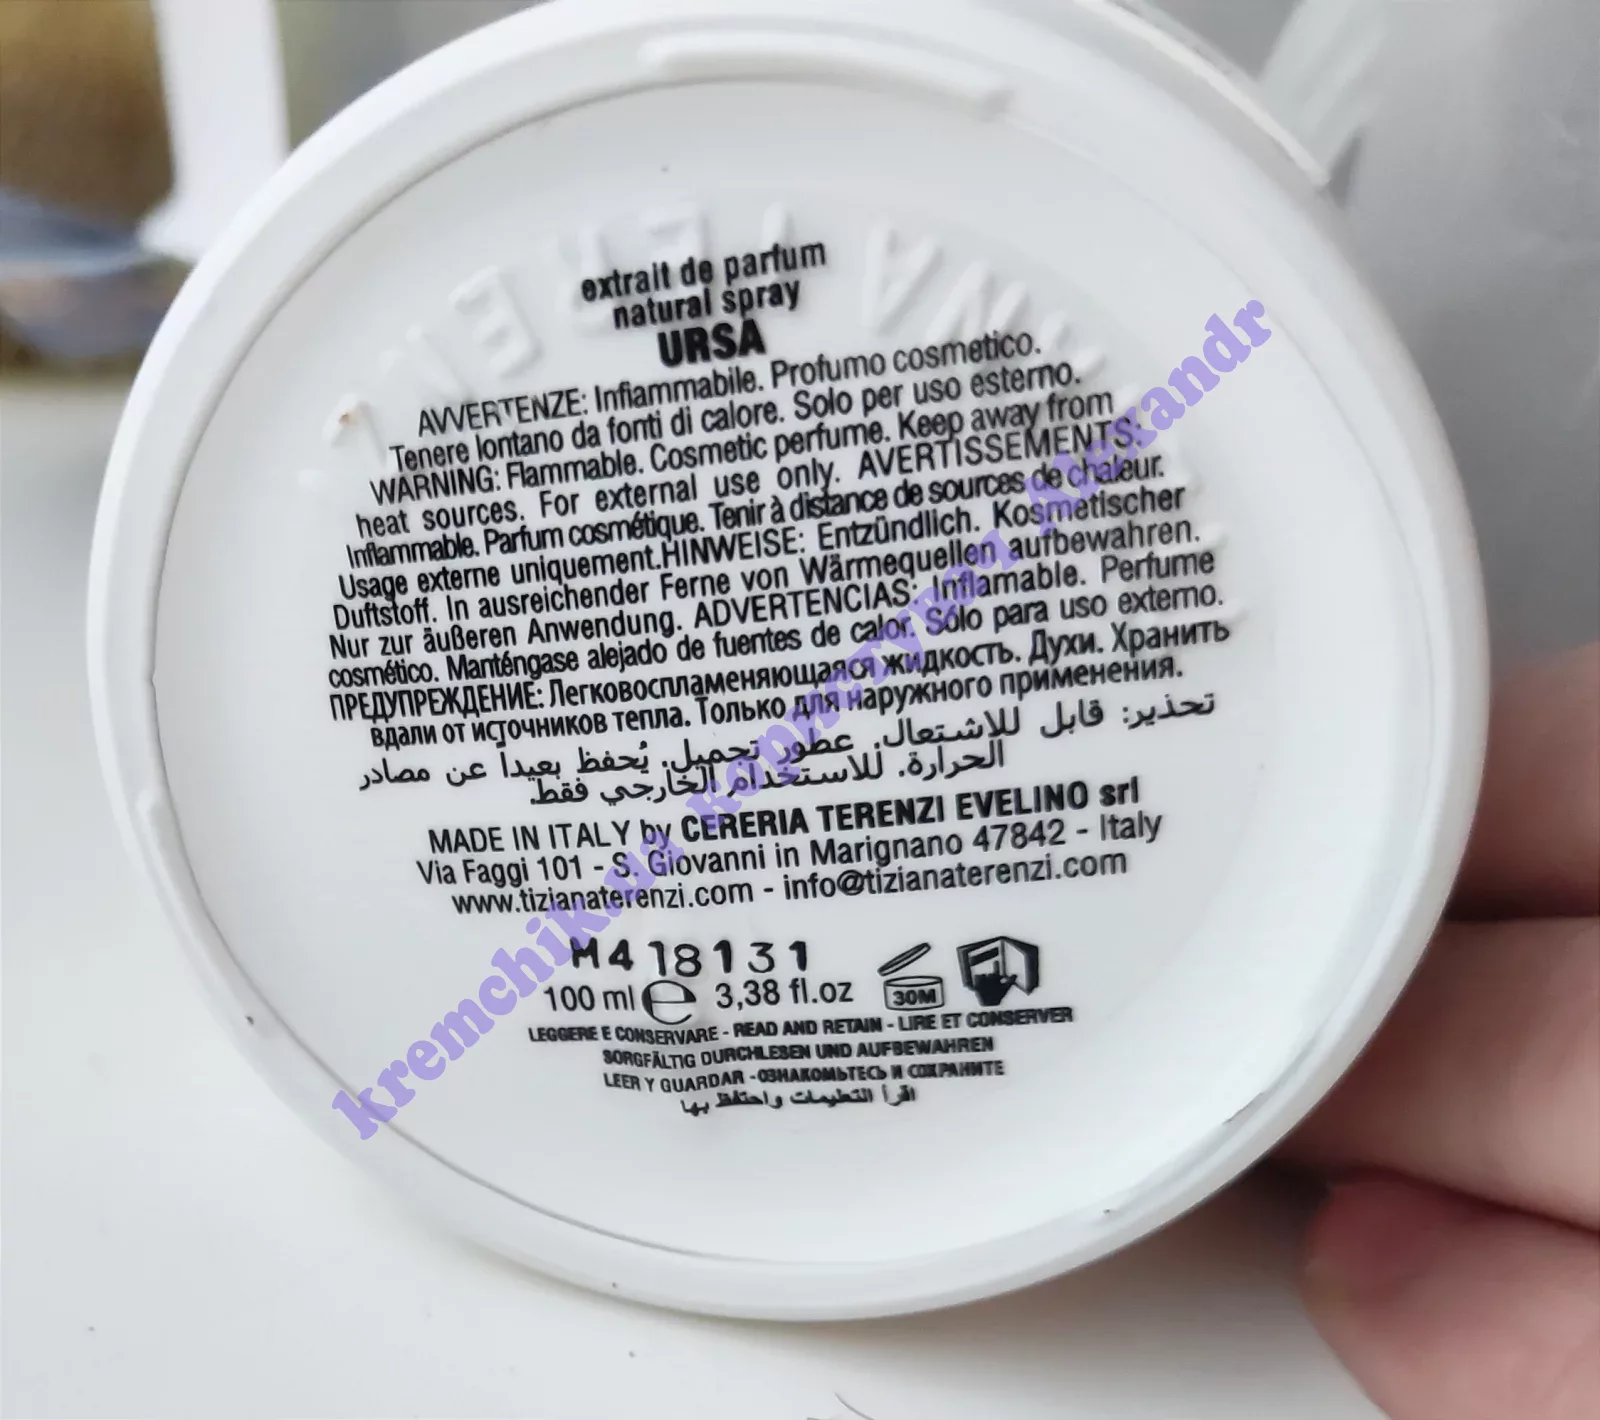 extrait de parfum
natural spray
URSA
AVVERTENZE: Infiammabile. Profumo cosmetico.
Tenere lontano da fonti di calore. Solo per uso esterno.
WARNING: Flammable. Cosmetic perfume. Keep away from
heat sources. For external use only. AVERTISSEMENTS:
Inflammable. Parfum cosmétique. Tenir à distance de sources de chaleur.
Usage externe uniquement.HINWEISE: Entzündlich. Kosmetischer
Duftstoff. In ausreichender Ferne von Wärmequellen aufbewahren.
Nur zur äußeren Anwendung. ADVERTENCIAS: Inflamable. Perfume
cosmético. Manténgase alejado de fuentes de calor. Sólo para uso externo.
ПРЕДУПРЕЖДЕНИЕ: Легковоспламеняющаяся жидкость. Духи. Хранить
вдали от источников тепла. Только для наружного применения.
تحذير: قابل للاشتعال. عطور تجميل. يُحفظ بعيداً عن مصادر
الحرارة. للاستخدام الخارجي فقط.
MADE IN ITALY by CERERIA TERENZI EVELINO srl
Via Faggi 101 - S. Giovanni in Marignano 47842 - Italy
www.tizianaterenzi.com - info@tizianaterenzi.com
M418131
100 ml e 3,38 fl.oz 30M
LEGGERE E CONSERVARE - READ AND RETAIN - LIRE ET CONSERVER
SORGFÄLTIG DURCHLESEN UND AUFBEWAHREN
LEER Y GUARDAR -ОЗНАКОМЬТЕСЬ И СОХРАНИТЕ
اقرأ التعليمات واحتفظ بها
kremchik.ua користувач Alexandr